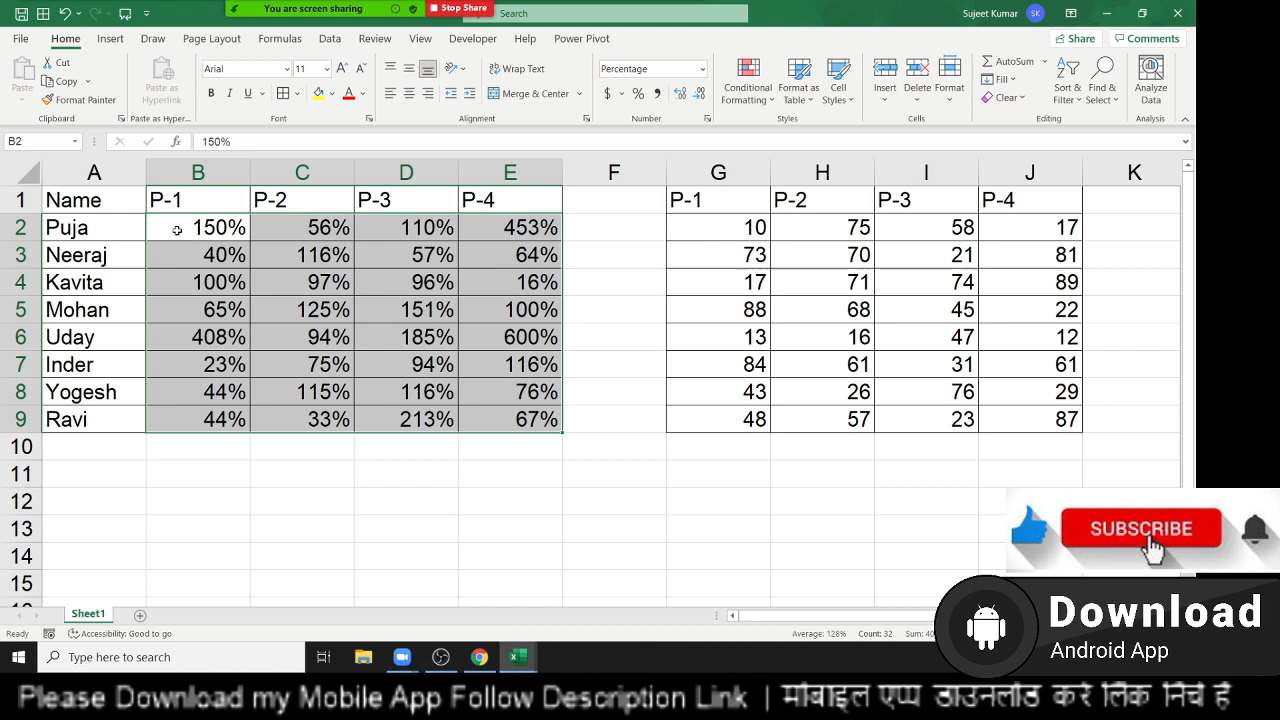 You are screen sharing
Stop Share
Search
Sujeet Kumar
SK
File Home Insert Draw Page Layout Formulas Data Review View Developer Help Power Pivot
Share
Comments
Paste
Cut
Copy
Format Painter
Clipboard
Paste as Hyperlink
Paste as Hyper...
Arial
11
B I U
Font
Wrap Text
Merge & Center
Alignment
Percentage
$ %
Number
Conditional Formatting
Format as Table
Cell Styles
Styles
Insert
Delete
Format
Cells
AutoSum
Fill
Clear
Sort & Filter
Find & Select
Editing
Analyze Data
Analysis
B2
fx
150%
A B C D E F G H I J K
1 Name P-1 P-2 P-3 P-4 P-1 P-2 P-3 P-4
2 Puja 150% 56% 110% 453% 10 75 58 17
3 Neeraj 40% 116% 57% 64% 73 70 21 81
4 Kavita 100% 97% 96% 16% 17 71 74 89
5 Mohan 65% 125% 151% 100% 88 68 45 22
6 Uday 408% 94% 185% 600% 13 16 47 12
7 Inder 23% 75% 94% 116% 84 61 31 61
8 Yogesh 44% 115% 116% 76% 43 26 76 29
9 Ravi 44% 33% 213% 67% 48 57 23 87
10
11
12
13
14
15
SUBSCRIBE
Sheet1
Ready
Accessibility: Good to go
Average: 128%
Count: 32
Sum: 40
Download
Android App
Type here to search
Please Download my Mobile App Follow Description Link | मोबाइल एप्प डाउनलोड करे लिंक निचे है